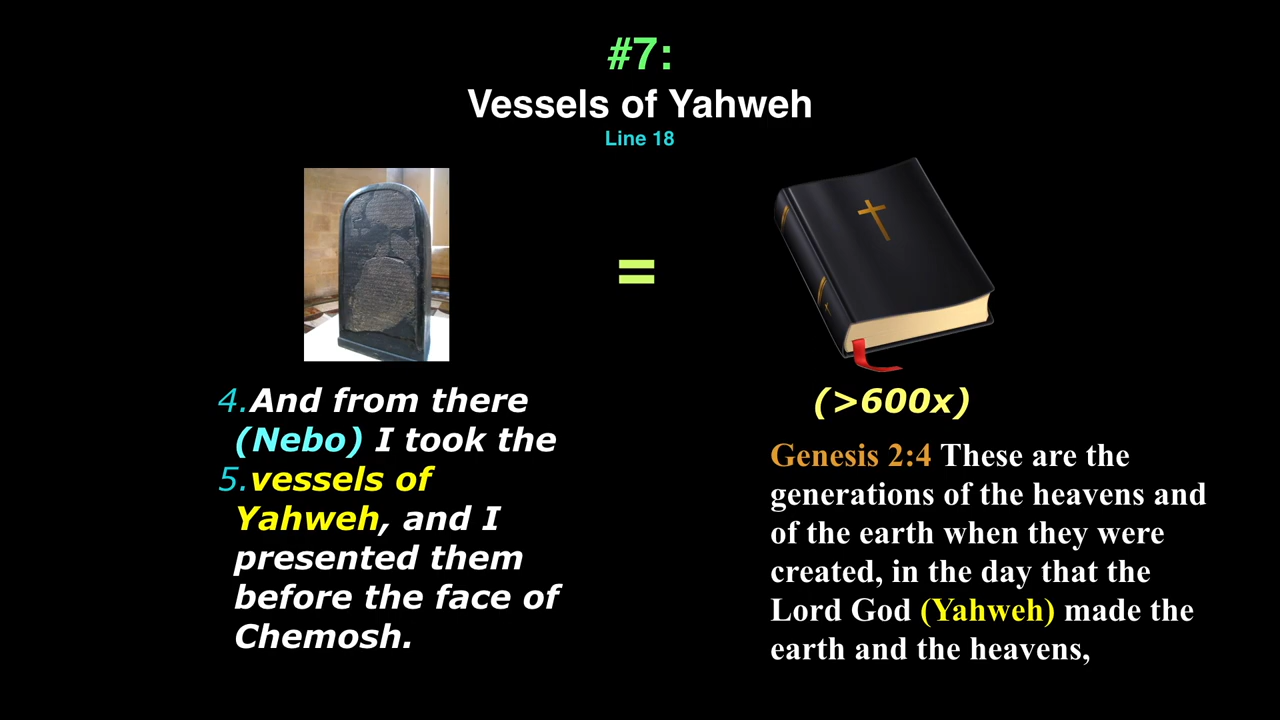 #7:
Vessels of Yahweh
Line 18
4.And from there
(Nebo) I took the
5.vessels of
Yahweh, and I
presented them
before the face of
Chemosh.
=
(>600x)
Genesis 2:4 These are the
generations of the heavens and
of the earth when they were
created, in the day that the
Lord God (Yahweh) made the
earth and the heavens,